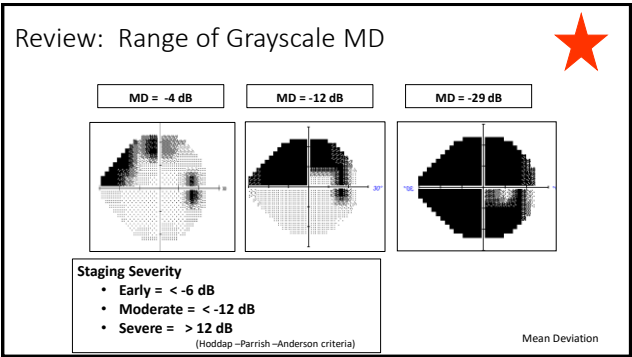 Review:  Range of Grayscale MD
MD =  -4 dB
MD = -12 dB
MD = -29 dB
30°
Staging Severity
• Early =  < -6 dB
• Moderate =  < -12 dB
• Severe =   > 12 dB
(Hoddap –Parrish –Anderson criteria)
Mean Deviation